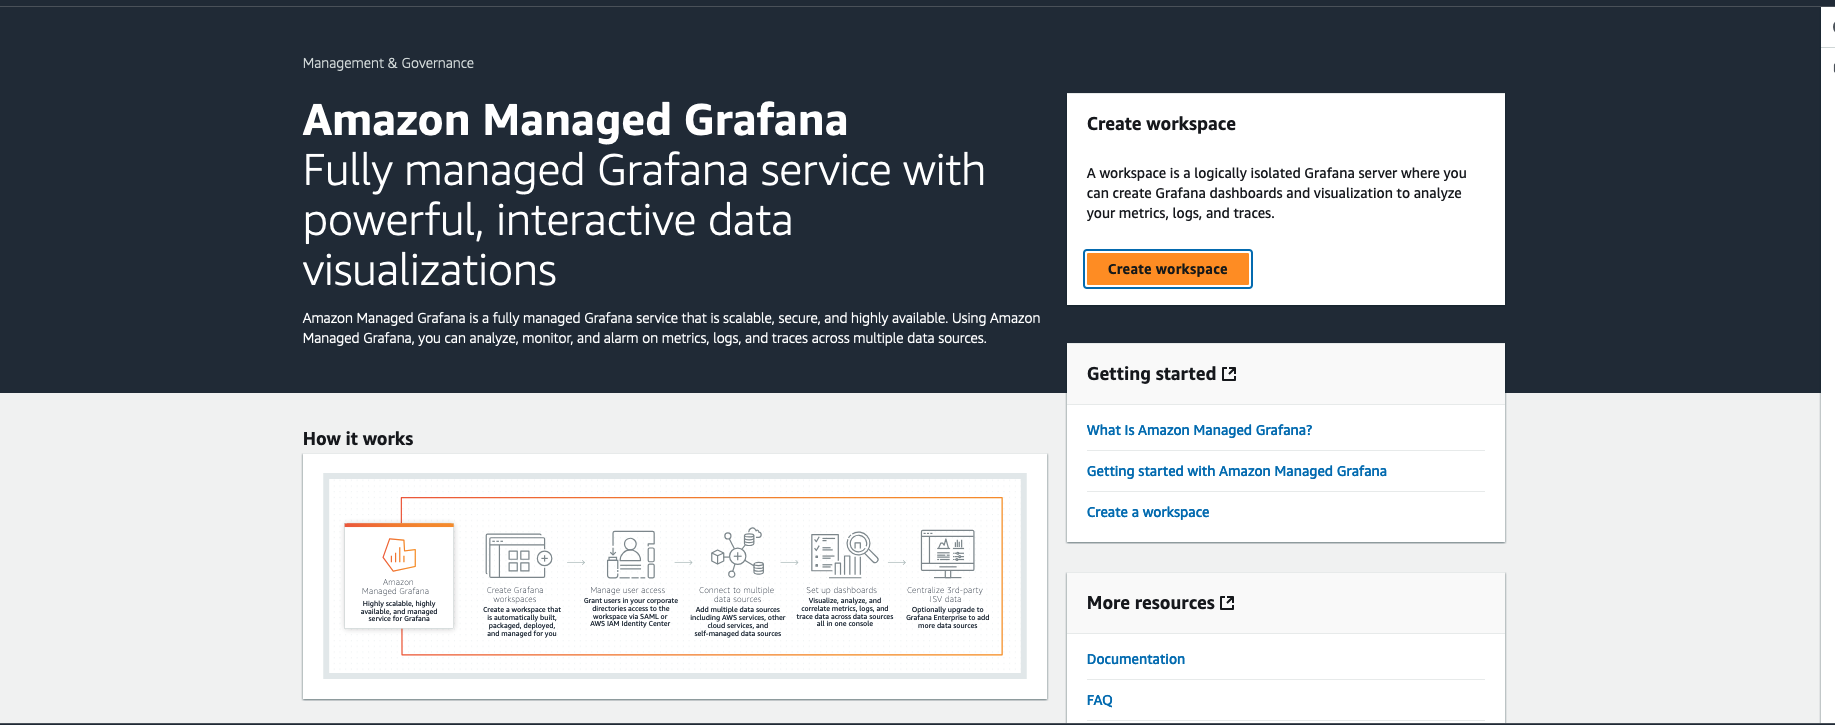 Management & Governance
Amazon Managed Grafana
Fully managed Grafana service with
powerful, interactive data
visualizations
Amazon Managed Grafana is a fully managed Grafana service that is scalable, secure, and highly available. Using Amazon
Managed Grafana, you can analyze, monitor, and alarm on metrics, logs, and traces across multiple data sources.
Create workspace
A workspace is a logically isolated Grafana server where you
can create Grafana dashboards and visualization to analyze
your metrics, logs, and traces.
Create workspace
Getting started
What Is Amazon Managed Grafana?
Getting started with Amazon Managed Grafana
Create a workspace
How it works
Amazon
Managed Grafana
Highly scalable, highly
available, and managed
service for Grafana
Create Grafana
workspaces
Create a workspace that
is automatically built,
packaged, deployed,
and managed for you
Manage user access
Grant users in your corporate
directories access to the
workspace via SAML or
AWS IAM Identity Center
Connect to multiple
data sources
Add multiple data sources
including AWS services, other
cloud services, and
self-managed data sources
Set up dashboards
Visualize, analyze, and
correlate metrics, logs, and
trace data across data sources
all in one console
Centralize 3rd-party
ISV data
Optionally upgrade to
Grafana Enterprise to add
more data sources
More resources
Documentation
FAQ